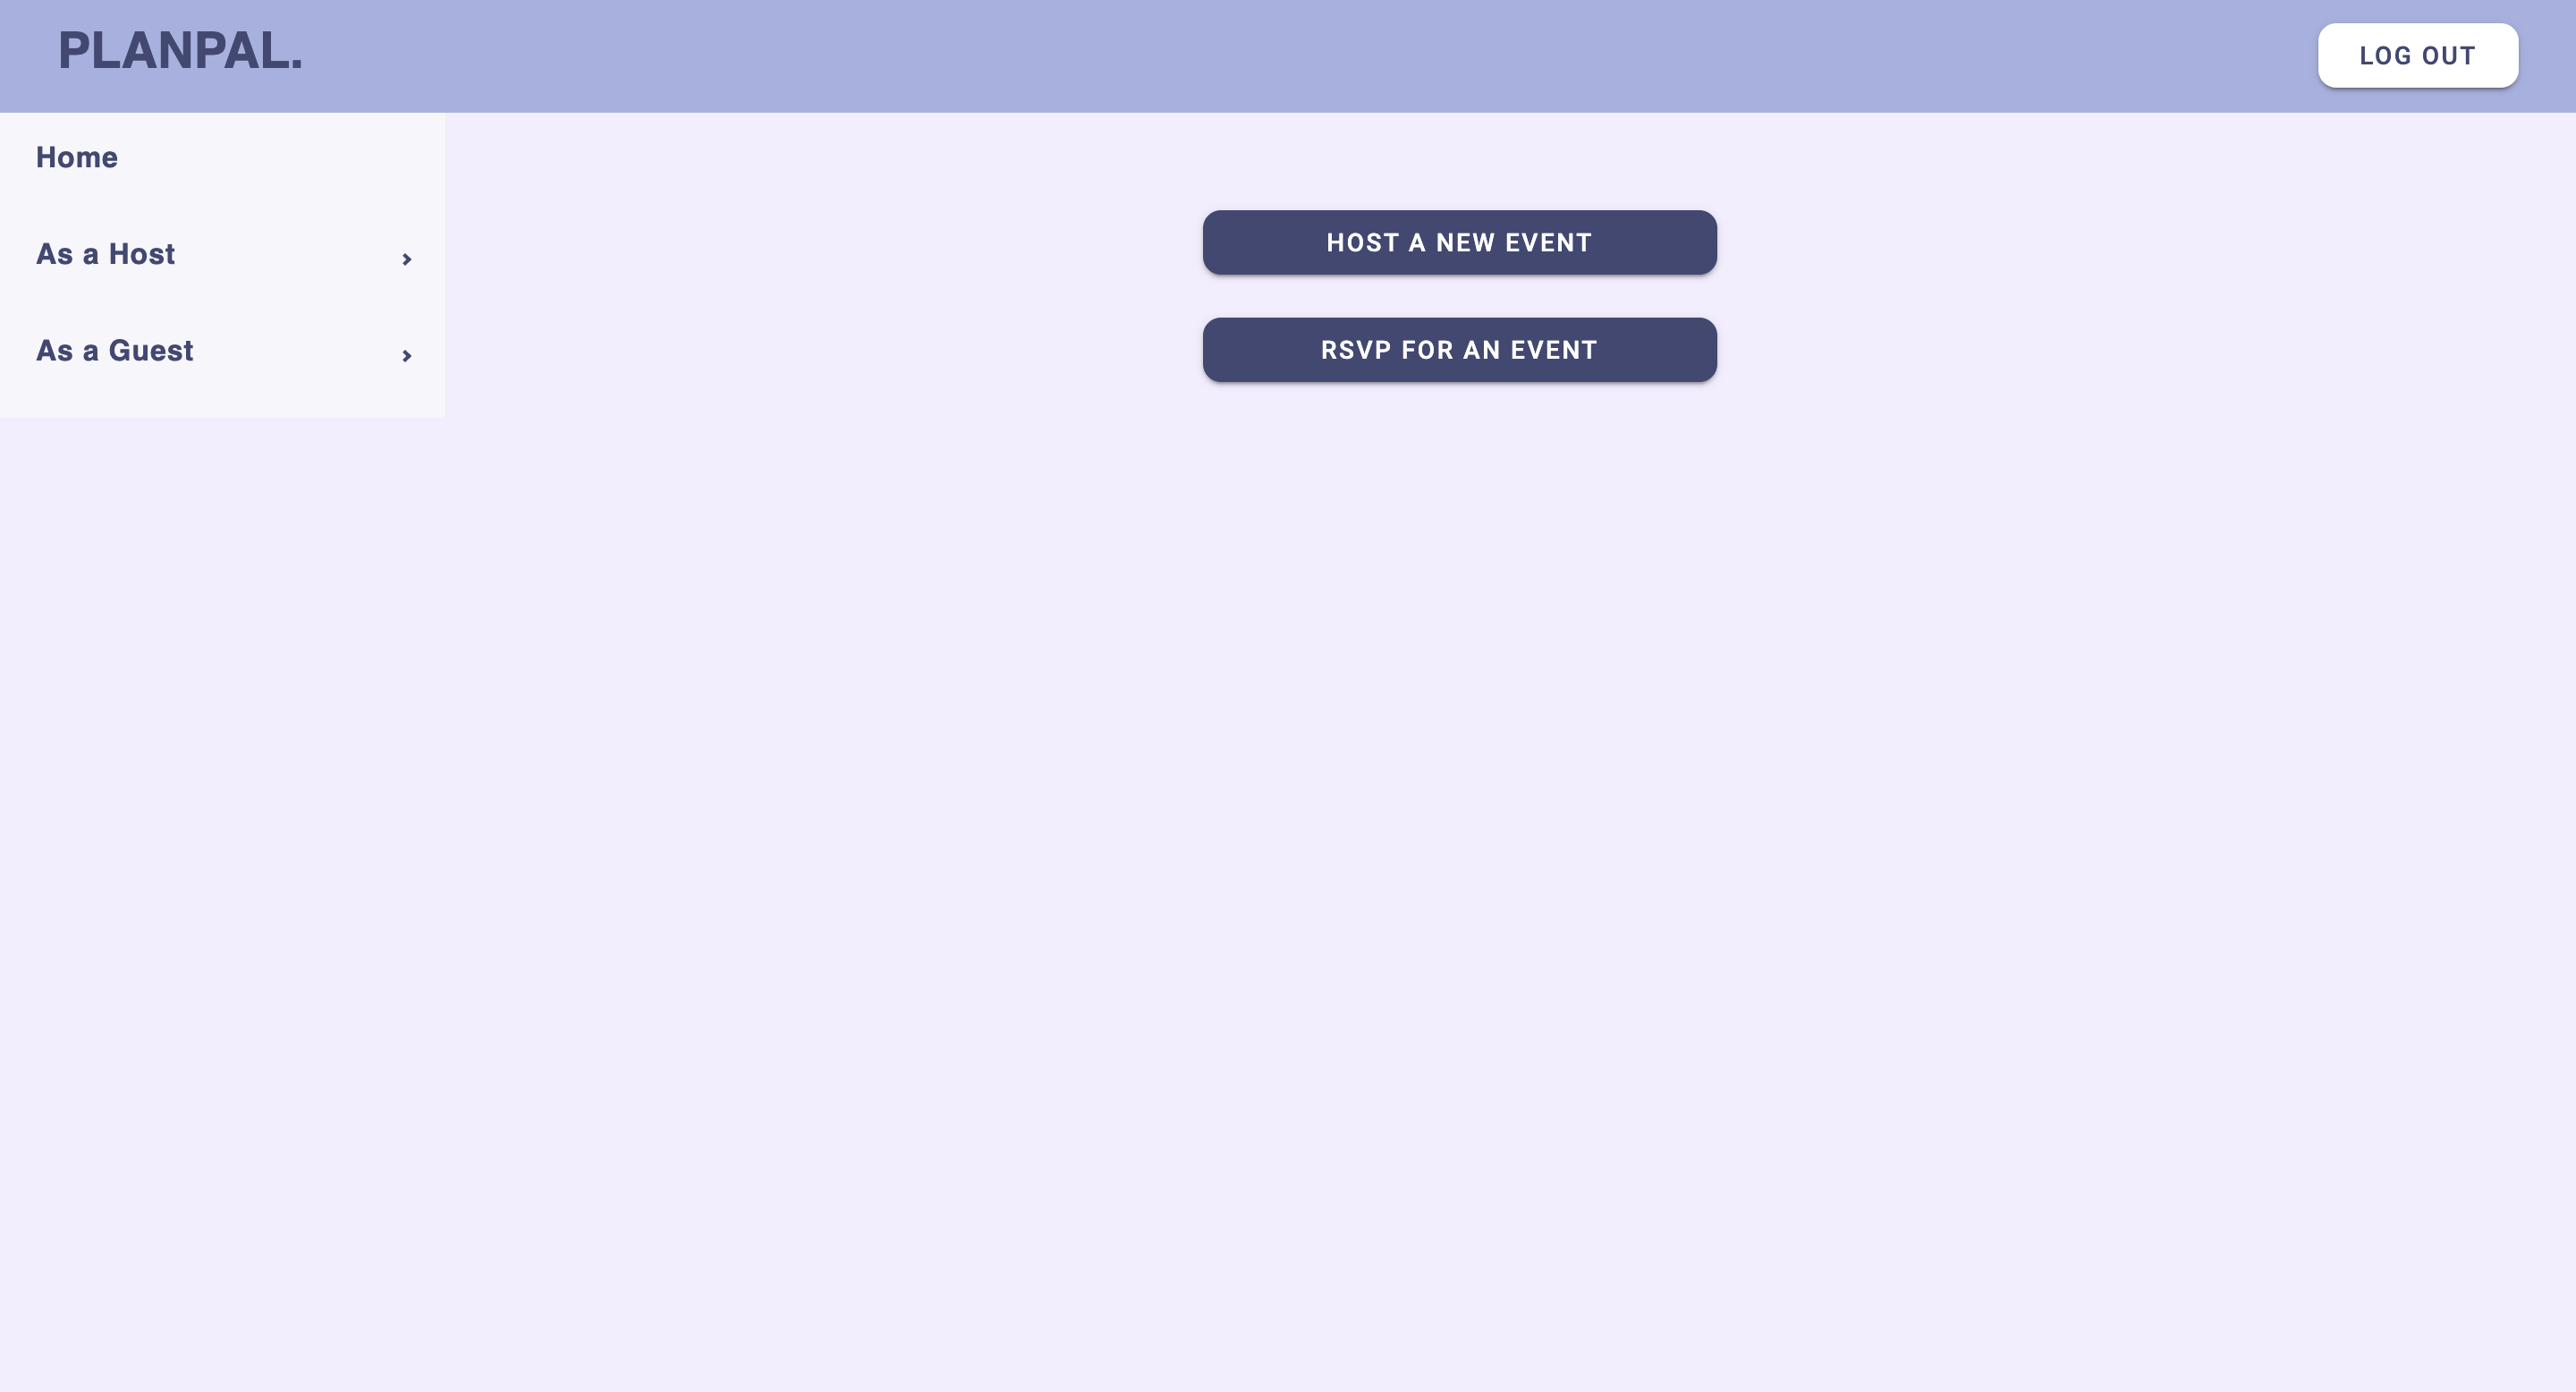 PLANPAL.
LOG OUT
Home
As a Host
As a Guest
HOST A NEW EVENT
RSVP FOR AN EVENT